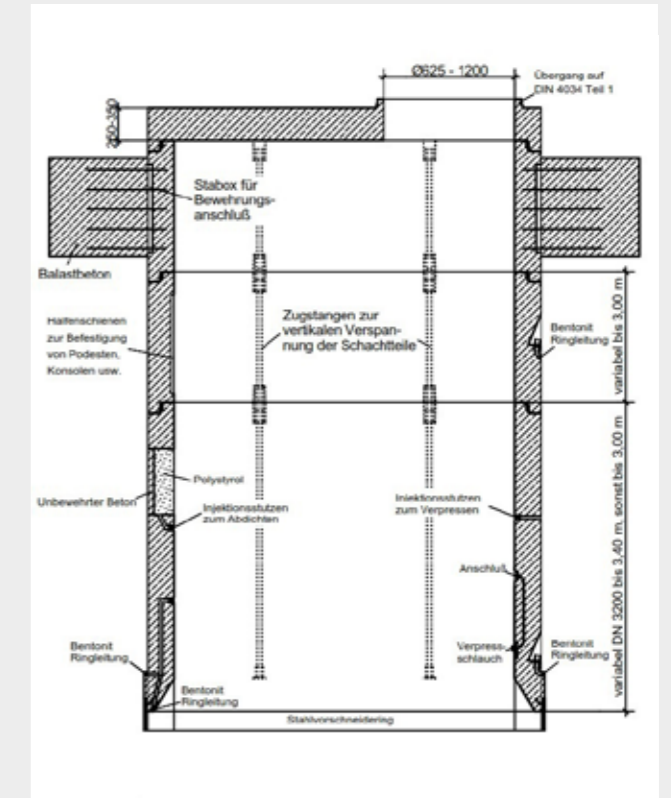 Ø625 - 1200
Übergang auf
DIN 4034 Teil 1
250-350
Stabox für
Bewehrungs-
anschluß
Balastbeton
Halfenschienen
zur Befestigung
von Podesten,
Konsolen usw.
Zugstangen zur
vertikalen Verspan-
nung der Schachtteile
Bentonit
Ringleitung
variabel bis 3,00 m
Polystyrol
Unbewehrter Beton
Injektionsstutzen
zum Abdichten
Injektionsstutzen
zum Verpressen
Anschluß
Verpress-
schlauch
Bentonit
Ringleitung
variabel DN 3200 bis 3,40 m, sonst bis 3,00 m
Bentonit
Ringleitung
Bentonit
Ringleitung
Stahlvorschneidering